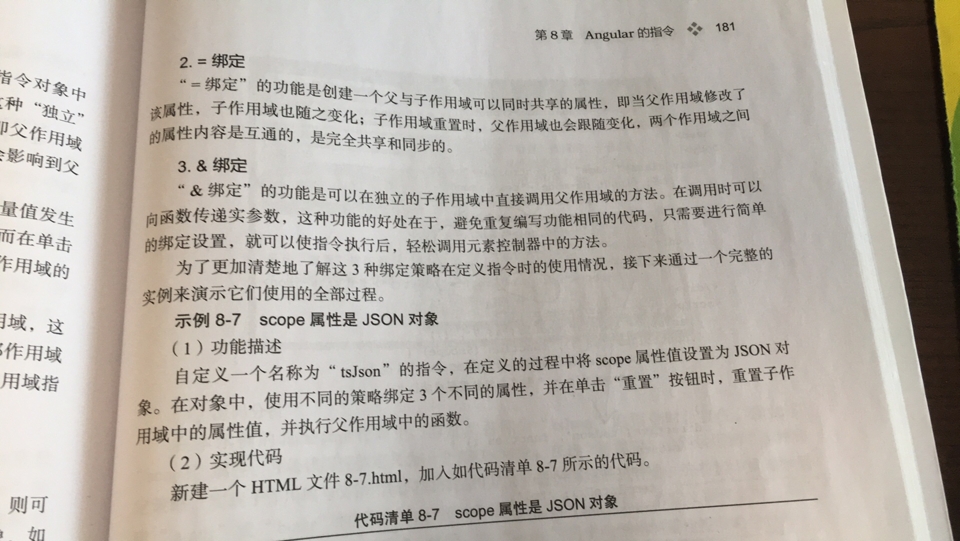 第8章 Angular 的指令 181
2. = 绑定
“= 绑定”的功能是创建一个父与子作用域可以同时共享的属性，即当父作用域修改了
该属性，子作用域也随之变化；子作用域重置时，父作用域也会跟随变化，两个作用域之间
的属性内容是互通的，是完全共享和同步的。
3. & 绑定
“& 绑定”的功能是可以在独立的子作用域中直接调用父作用域的方法。在调用时可以
向函数传递实参数，这种功能的好处在于，避免重复编写功能相同的代码，只需要进行简单
的绑定设置，就可以使指令执行后，轻松调用元素控制器中的方法。
为了更加清楚地了解这 3 种绑定策略在定义指令时的使用情况，接下来通过一个完整的
实例来演示它们使用的全部过程。
示例 8-7 scope 属性是 JSON 对象
（1）功能描述
自定义一个名称为“tsJson”的指令，在定义的过程中将 scope 属性值设置为 JSON 对
象。在对象中，使用不同的策略绑定 3 个不同的属性，并在单击“重置”按钮时，重置子作
用域中的属性值，并执行父作用域中的函数。
（2）实现代码
新建一个 HTML 文件 8-7.html，加入如代码清单 8-7 所示的代码。
代码清单 8-7 scope 属性是 JSON 对象
指令对象中
这种“独立”
即父作用域
会影响到父
量值发生
而在单击
作用域的
用域，这
作用域
用域指
则可
如